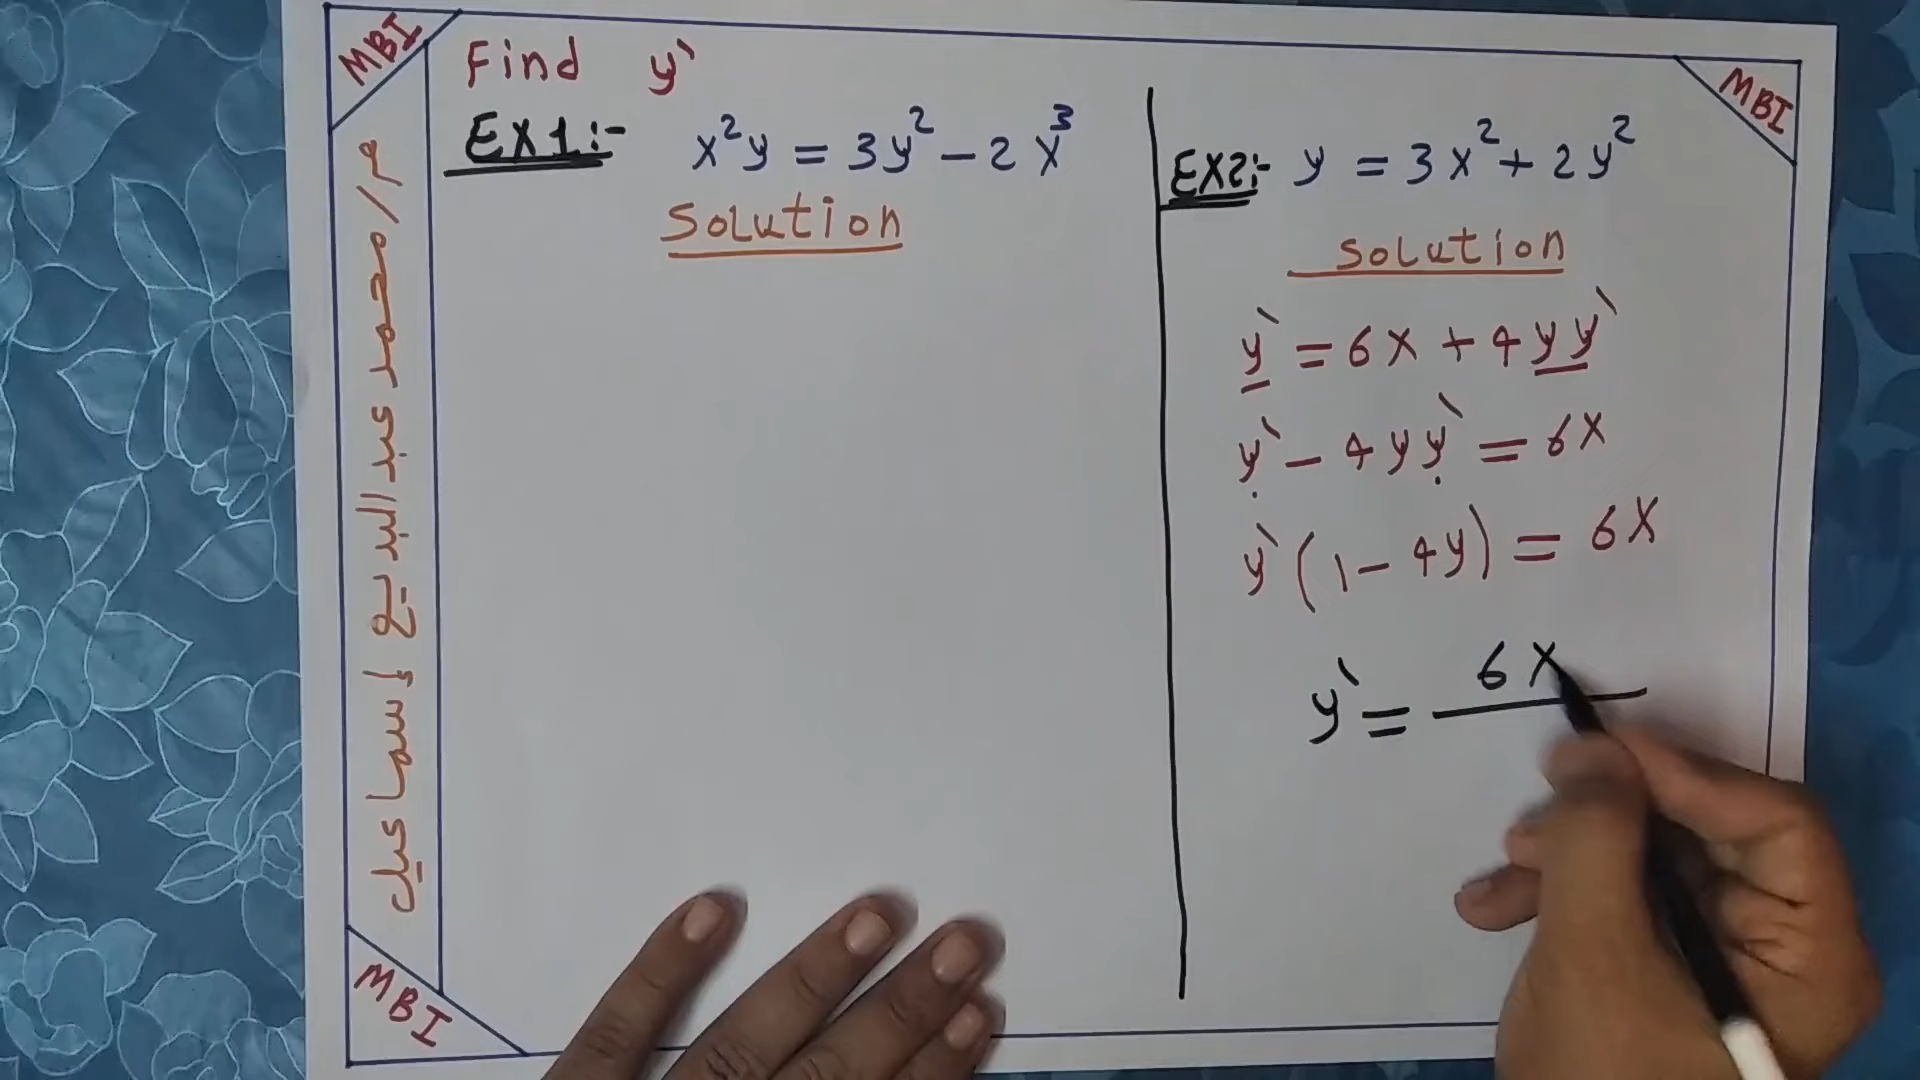 MBI
Find y`
EX1:- x²y = 3y² - 2x³
Solution
EX2:- y = 3x² + 2y²
Solution
y` = 6x + 4yy`
y` - 4yy` = 6x
y`(1 - 4y) = 6x
y` = 6x
MBI
م/محمد عبد البديع إسماعيل
MBI